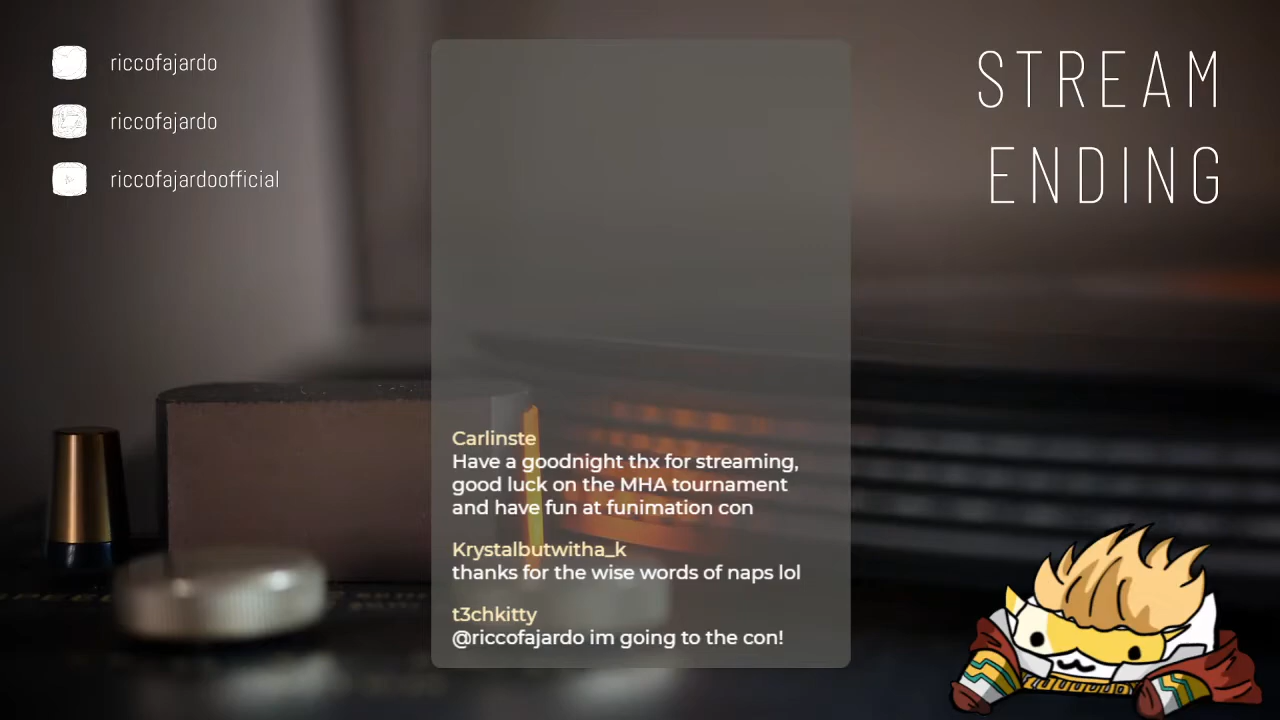 riccofajardo
riccofajardo
riccofajardoofficial
STREAM
ENDING
Carlinste
Have a goodnight thx for streaming,
good luck on the MHA tournament
and have fun at funimation con
Krystalbutwitha_k
thanks for the wise words of naps lol
t3chkitty
@riccofajardo im going to the con!